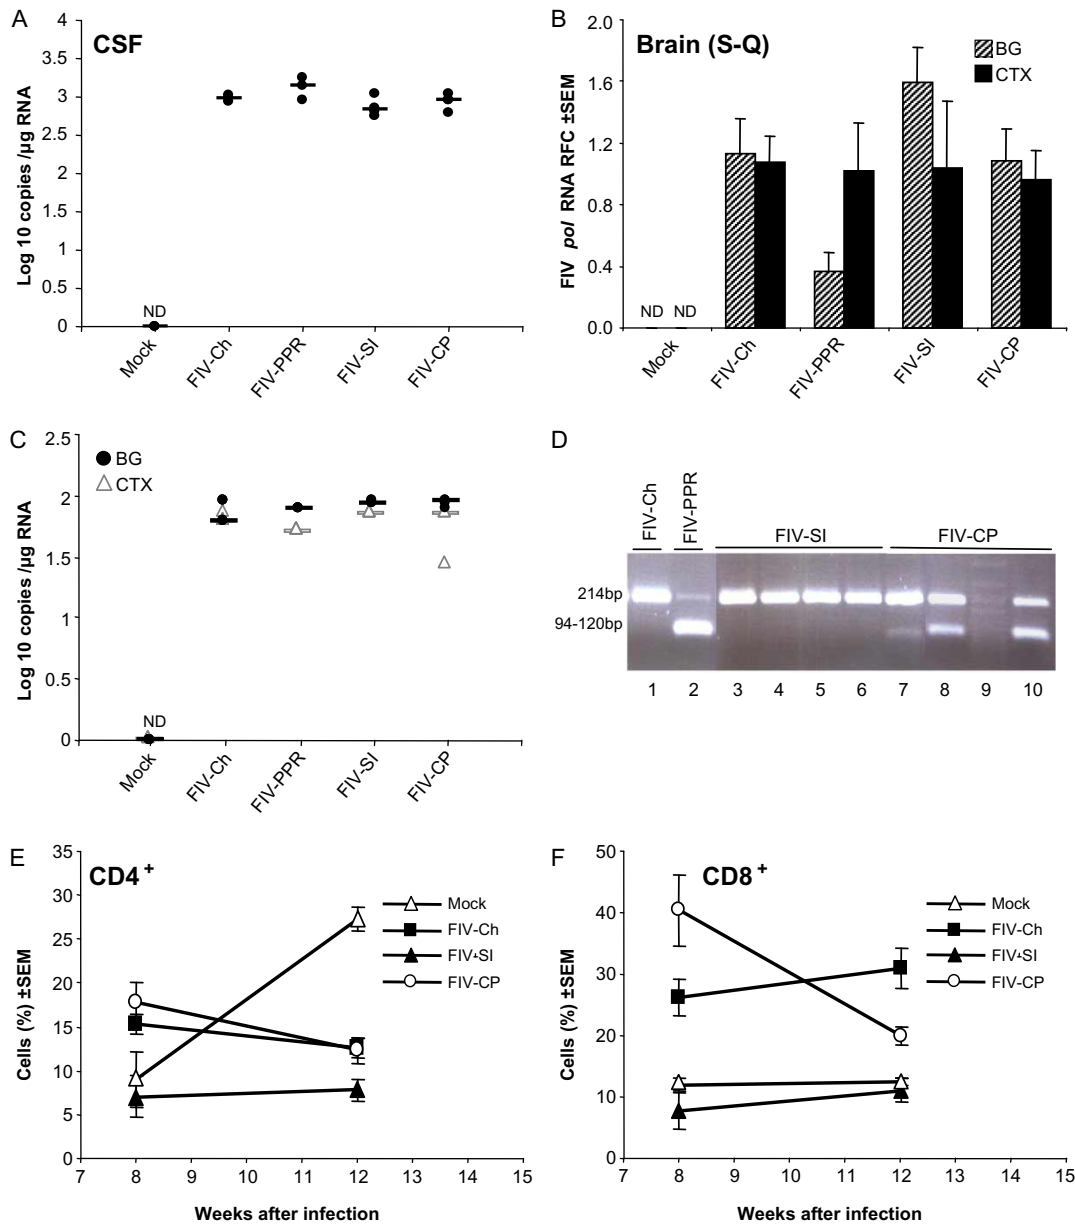 A
CSF
Log 10 copies /µg RNA
4
3.5
3
2.5
2
1.5
1
0.5
0
ND
Mock
FIV-Ch
FIV-PPR
FIV-SI
FIV-CP
B
Brain (S-Q)
BG
CTX
FIV pol RNA RFC ±SEM
2.0
1.6
1.2
0.8
0.4
0.0
ND ND
Mock
FIV-Ch
FIV-PPR
FIV-SI
FIV-CP
C
BG
CTX
Log 10 copies /µg RNA
2.5
2
1.5
1
0.5
0
ND
Mock
FIV-Ch
FIV-PPR
FIV-SI
FIV-CP
D
FIV-Ch
FIV-PPR
FIV-SI
FIV-CP
214bp
94-120bp
1 2 3 4 5 6 7 8 9 10
E
CD4+
Mock
FIV-Ch
FIV-SI
FIV-CP
Cells (%) ±SEM
35
30
25
20
15
10
5
0
7 8 9 10 11 12 13 14 15
Weeks after infection
F
CD8+
Mock
FIV-Ch
FIV-SI
FIV-CP
Cells (%) ±SEM
50
40
30
20
10
0
7 8 9 10 11 12 13 14 15
Weeks after infection